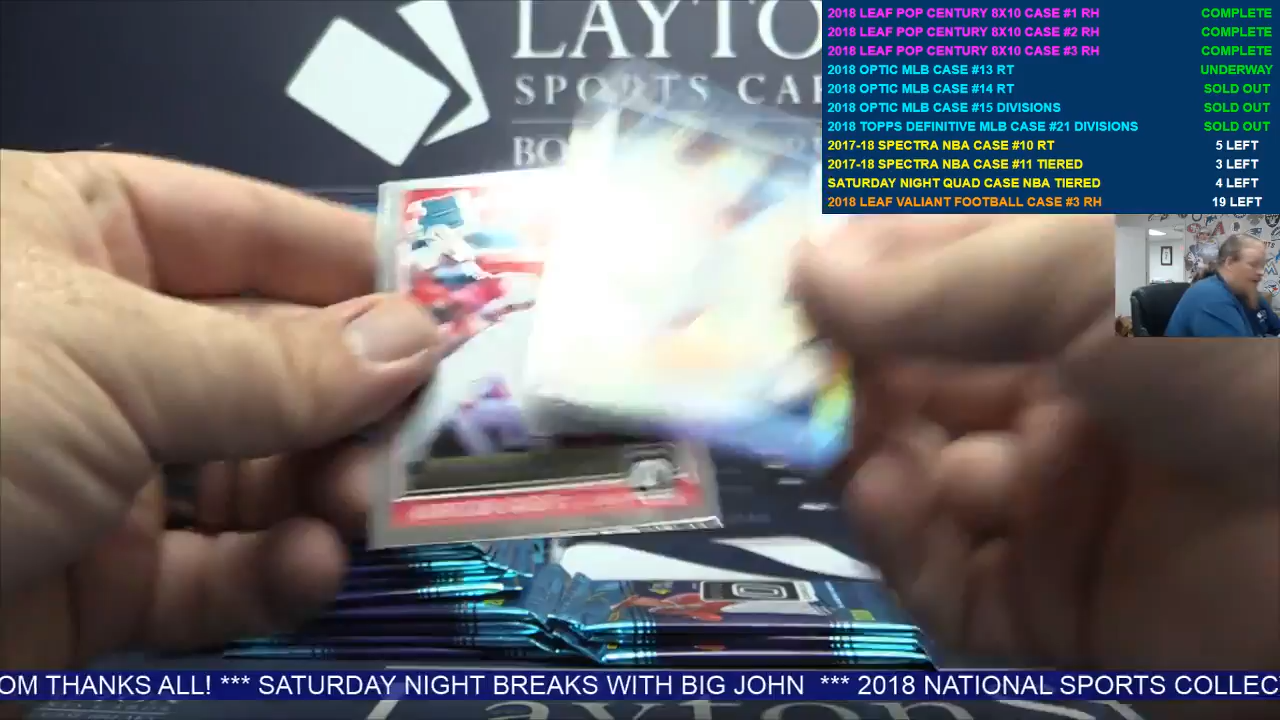 LAYTO
SPORTS CA
BO
2018 LEAF POP CENTURY 8X10 CASE #1 RH COMPLETE
2018 LEAF POP CENTURY 8X10 CASE #2 RH COMPLETE
2018 LEAF POP CENTURY 8X10 CASE #3 RH COMPLETE
2018 OPTIC MLB CASE #13 RT UNDERWAY
2018 OPTIC MLB CASE #14 RT SOLD OUT
2018 OPTIC MLB CASE #15 DIVISIONS SOLD OUT
2018 TOPPS DEFINITIVE MLB CASE #21 DIVISIONS SOLD OUT
2017-18 SPECTRA NBA CASE #10 RT 5 LEFT
2017-18 SPECTRA NBA CASE #11 TIERED 3 LEFT
SATURDAY NIGHT QUAD CASE NBA TIERED 4 LEFT
2018 LEAF VALIANT FOOTBALL CASE #3 RH 19 LEFT
OM THANKS ALL! *** SATURDAY NIGHT BREAKS WITH BIG JOHN *** 2018 NATIONAL SPORTS COLLEC